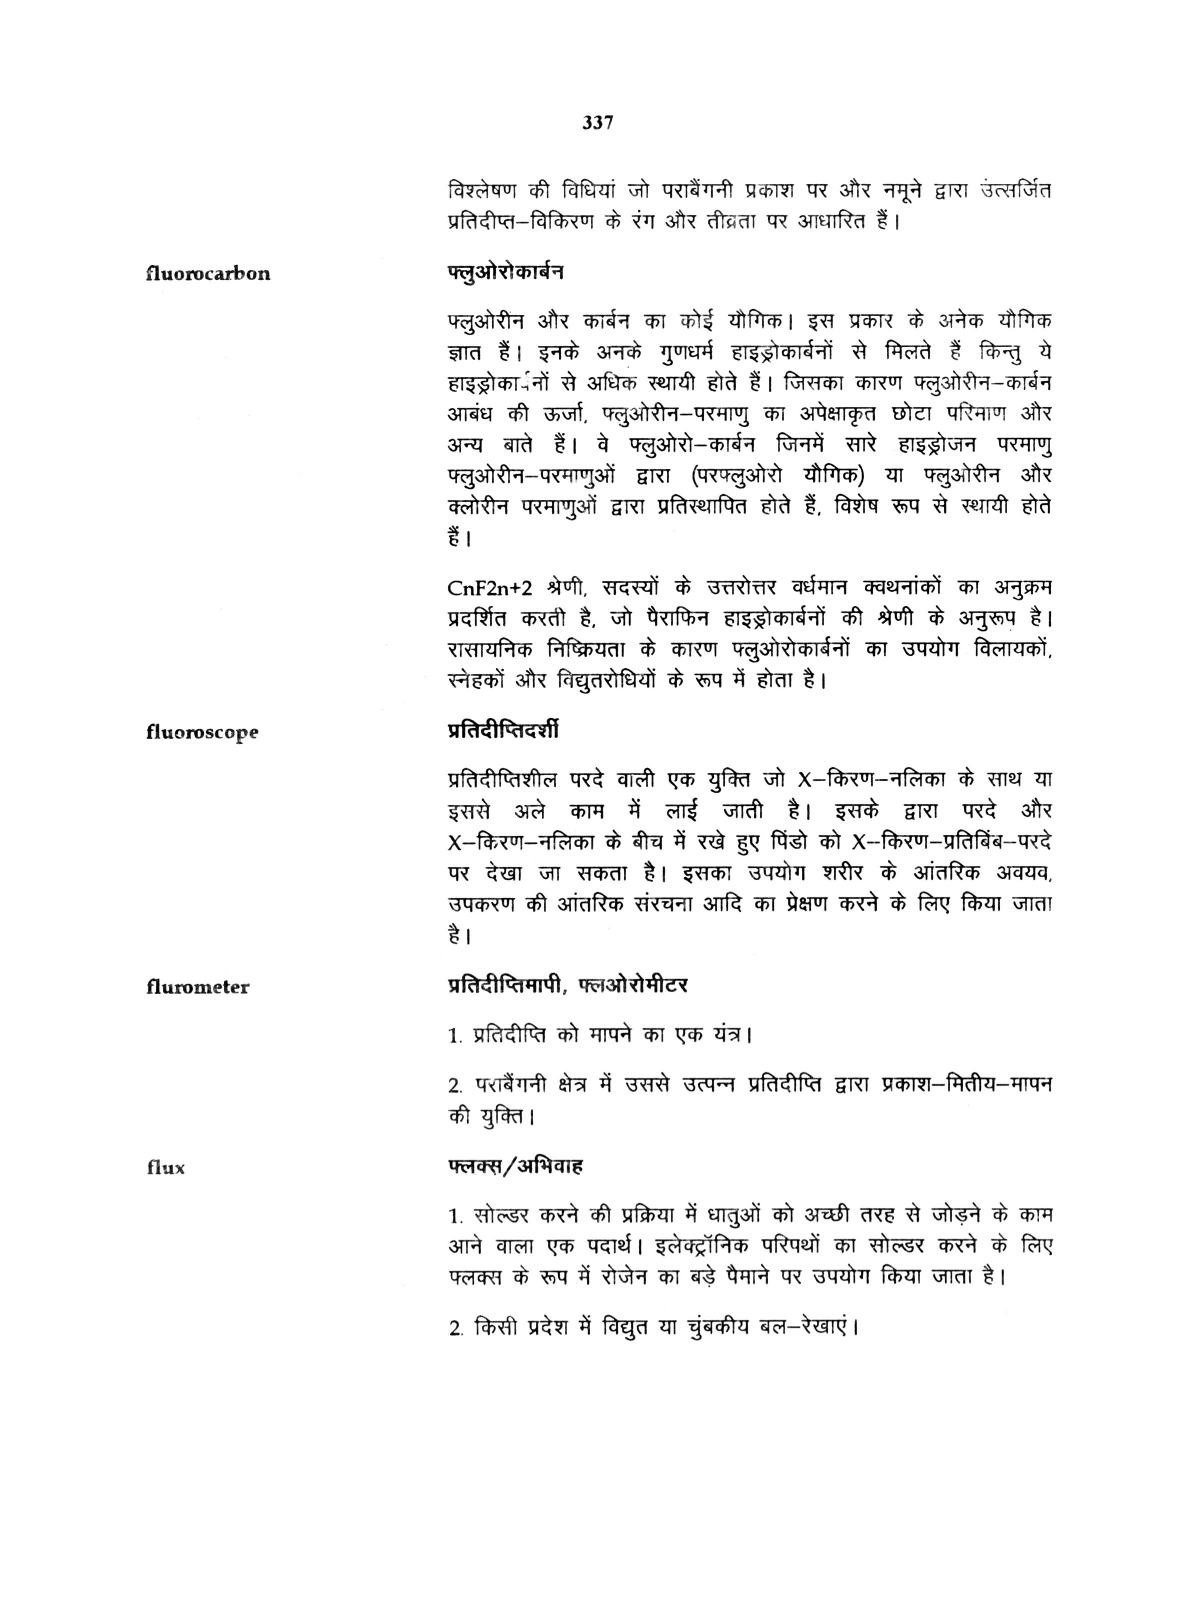 337
विश्लेषण की विधियां जो पराबैंगनी प्रकाश पर और नमूने द्वारा उत्सर्जित
प्रतिदीप्त–विकिरण के रंग और तीव्रता पर आधारित हैं।
fluorocarbon फ्लुओरोकार्बन
फ्लुओरीन और कार्बन का कोई यौगिक। इस प्रकार के अनेक यौगिक
ज्ञात हैं। इनके अनके गुणधर्म हाइड्रोकार्बनों से मिलते हैं किन्तु ये
से अधिक स्थायी होते हैं। जिसका कारण फ्लुओरीन–कार्बन
आबंध की ऊर्जा, फ्लुओरीन–परमाणु का अपेक्षाकृत छोटा परिमाण और
अन्य बाते हैं। वे फ्लुओरो–कार्बन जिनमें सारे हाइड्रोजन परमाणु
फ्लुओरीन–परमाणुओं द्वारा (परफ्लुओरो यौगिक) या फ्लुओरीन और
क्लोरीन परमाणुओं द्वारा प्रतिस्थापित होते हैं, विशेष रूप से स्थायी होते
हैं।
CnF2n+2 श्रेणी, सदस्यों के उत्तरोत्तर वर्धमान क्वथनांकों का अनुक्रम
प्रदर्शित करती है, जो पैराफिन हाइड्रोकार्बनों की श्रेणी के अनुरूप है।
रासायनिक निष्क्रियता के कारण फ्लुओरोकार्बनों का उपयोग विलायकों,
स्नेहकों और विद्युतरोधियों के रूप में होता है।
fluoroscope प्रतिदीप्तिदर्शी
प्रतिदीप्तिशील परदे वाली एक युक्ति जो X–किरण–नलिका के साथ या
इससे अले काम में लाई जाती है। इसके द्वारा परदे और
X–किरण–नलिका के बीच में रखे हुए पिंडो को X--किरण–प्रतिबिंब–परदे
पर देखा जा सकता है। इसका उपयोग शरीर के आंतरिक अवयव,
उपकरण की आंतरिक संरचना आदि का प्रेक्षण करने के लिए किया जाता
है।
flurometer प्रतिदीप्तिमापी, फ्लओरोमीटर
1. प्रतिदीप्ति को मापने का एक यंत्र।
2. पराबैंगनी क्षेत्र में उससे उत्पन्न प्रतिदीप्ति द्वारा प्रकाश–मितीय–मापन
की युक्ति।
flux फ्लक्स/अभिवाह
1. सोल्डर करने की प्रक्रिया में धातुओं को अच्छी तरह से जोड़ने के काम
आने वाला एक पदार्थ। इलेक्ट्रॉनिक परिपथों का सोल्डर करने के लिए
फ्लक्स के रूप में रोजेन का बड़े पैमाने पर उपयोग किया जाता है।
2. किसी प्रदेश में विद्युत या चुंबकीय बल–रेखाएं।